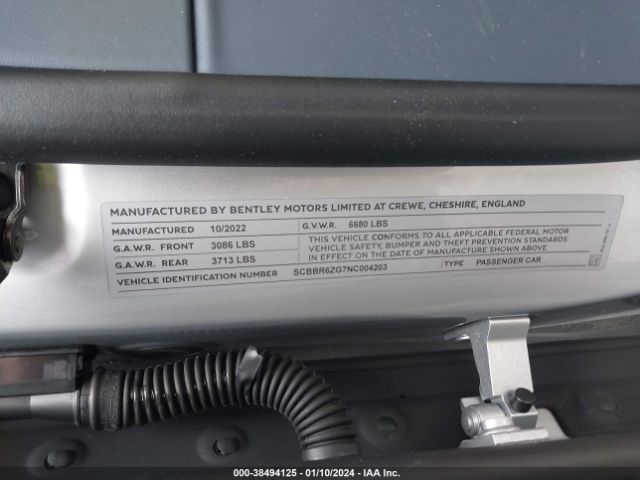 MANUFACTURED BY BENTLEY MOTORS LIMITED AT CREWE, CHESHIRE, ENGLAND
MANUFACTURED 10/2022 G.V.W.R. 6680 LBS
G.A.W.R. FRONT 3086 LBS
G.A.W.R. REAR 3713 LBS
THIS VEHICLE CONFORMS TO ALL APPLICABLE FEDERAL MOTOR
VEHICLE SAFETY, BUMPER AND THEFT PREVENTION STANDARDS
IN EFFECT ON THE DATE OF MANUFACTURE SHOWN ABOVE
VEHICLE IDENTIFICATION NUMBER SCBBR6ZG7NC004203 TYPE PASSENGER CAR
000-38494125 - 01/10/2024 - IAA Inc.